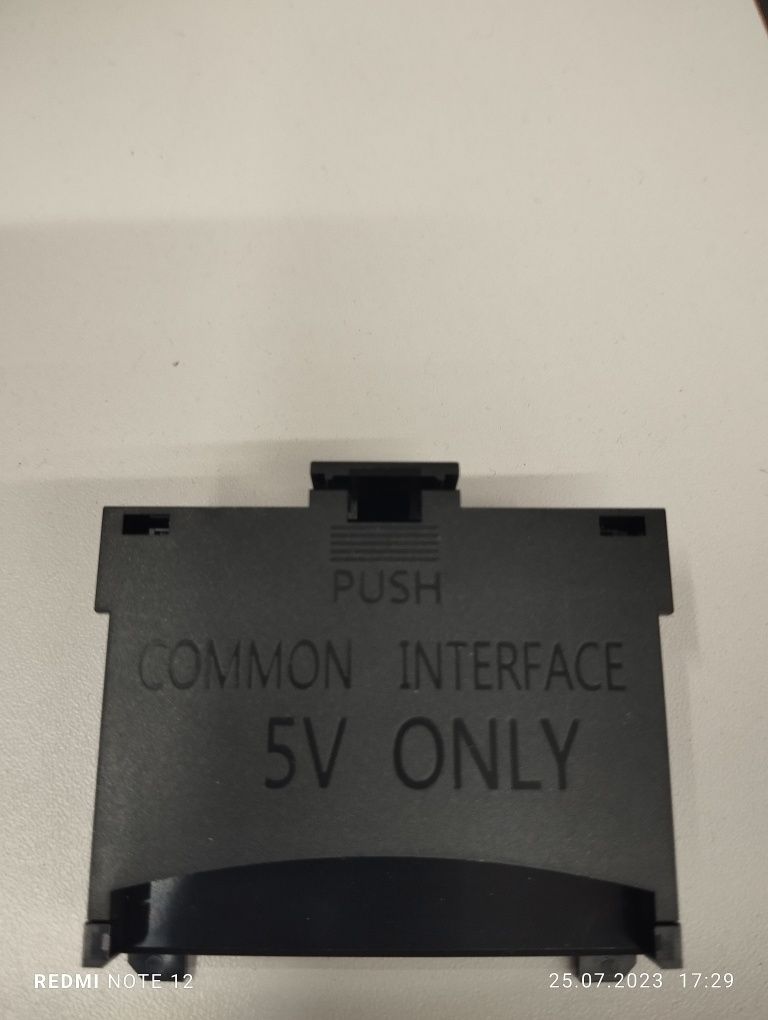 PUSH
COMMON INTERFACE
5V ONLY
REDMI NOTE 12
25.07.2023 17:29